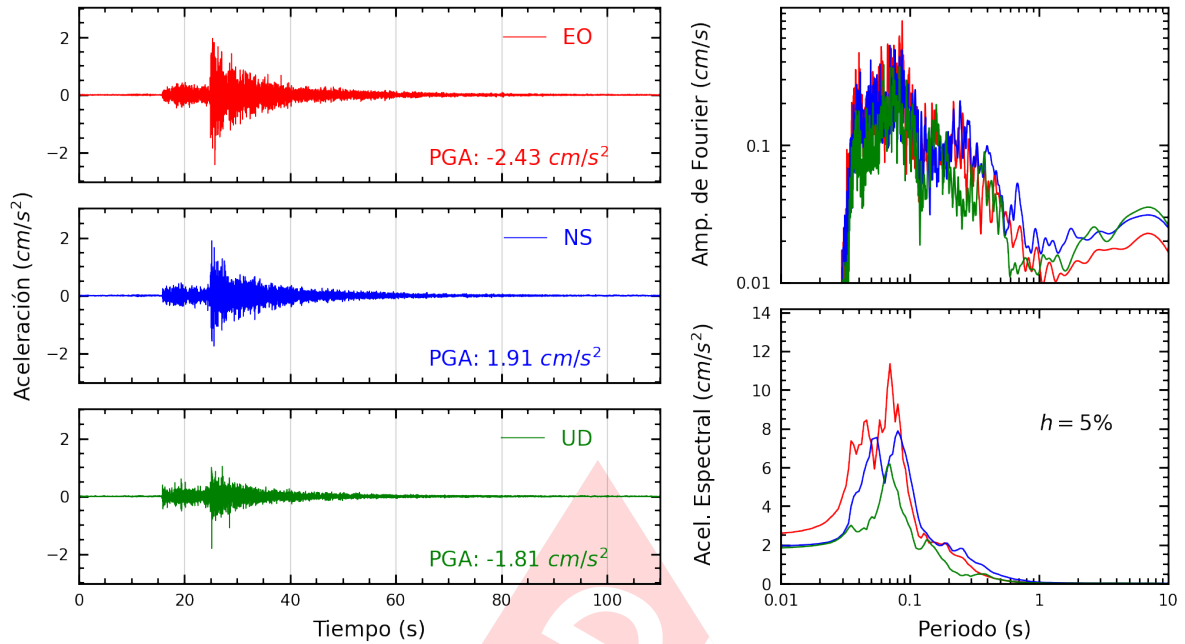 Aceleración (cm/s²)
2
0
−2
EO
PGA: -2.43 cm/s²
2
0
−2
NS
PGA: 1.91 cm/s²
2
0
−2
UD
PGA: -1.81 cm/s²
0 20 40 60 80 100
Tiempo (s)
Amp. de Fourier (cm/s)
0.1
0.01
Acel. Espectral (cm/s²)
14
12
10
8
6
4
2
0
h = 5%
0.01 0.1 1 10
Periodo (s)